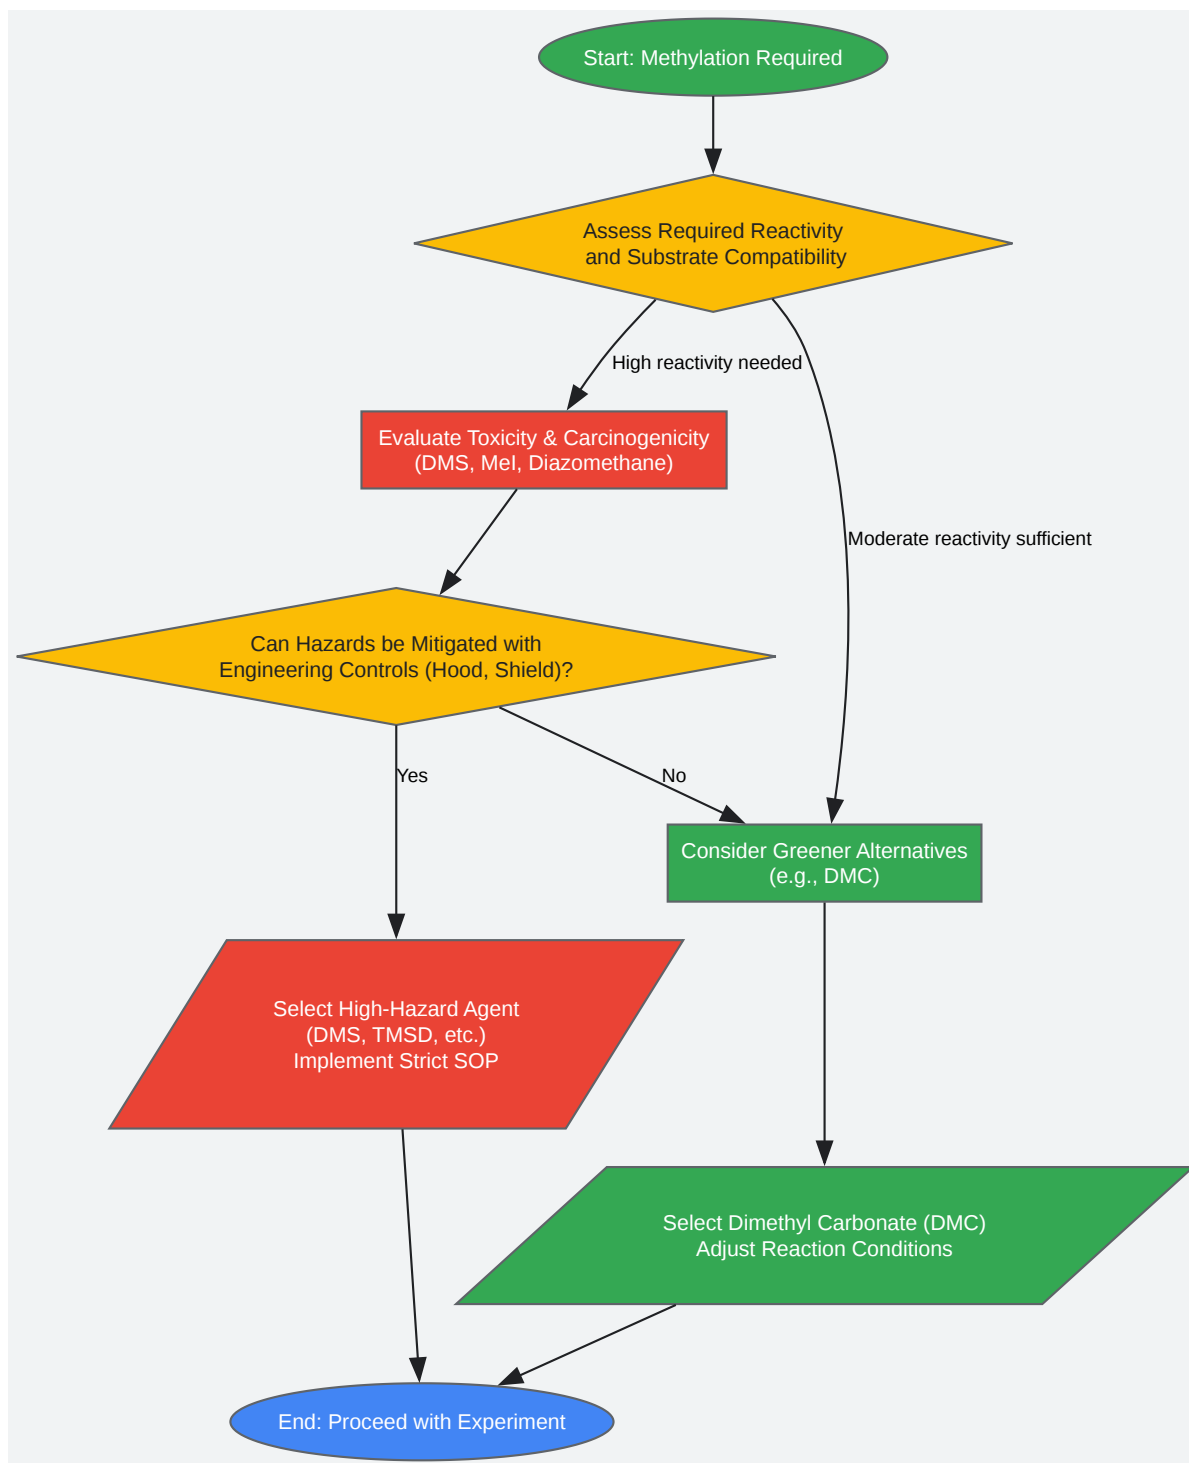 Start: Methylation Required
Assess Required Reactivity
and Substrate Compatibility
High reactivity needed
Evaluate Toxicity & Carcinogenicity
(DMS, MeI, Diazomethane)
Moderate reactivity sufficient
Can Hazards be Mitigated with
Engineering Controls (Hood, Shield)?
Yes
No
Consider Greener Alternatives
(e.g., DMC)
Select High-Hazard Agent
(DMS, TMSD, etc.)
Implement Strict SOP
Select Dimethyl Carbonate (DMC)
Adjust Reaction Conditions
End: Proceed with Experiment